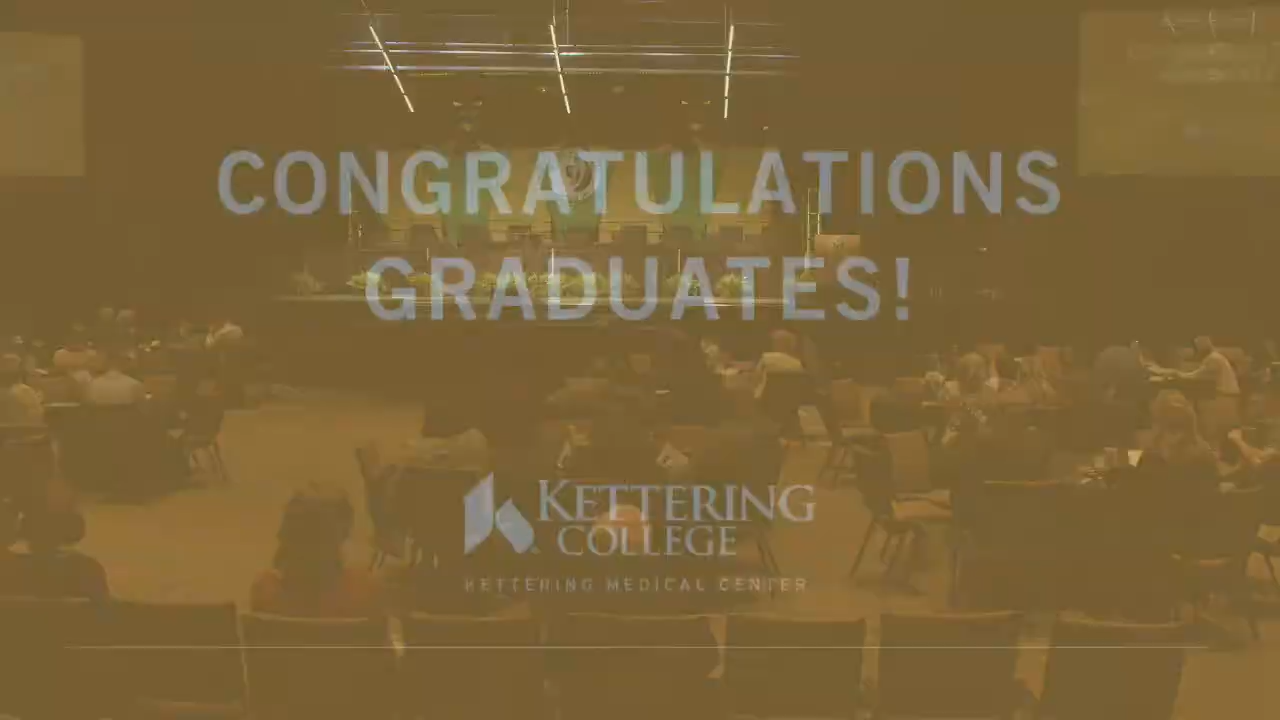 CONGRATULATIONS
GRADUATES!
KETTERING
COLLEGE
KETTERING MEDICAL CENTER